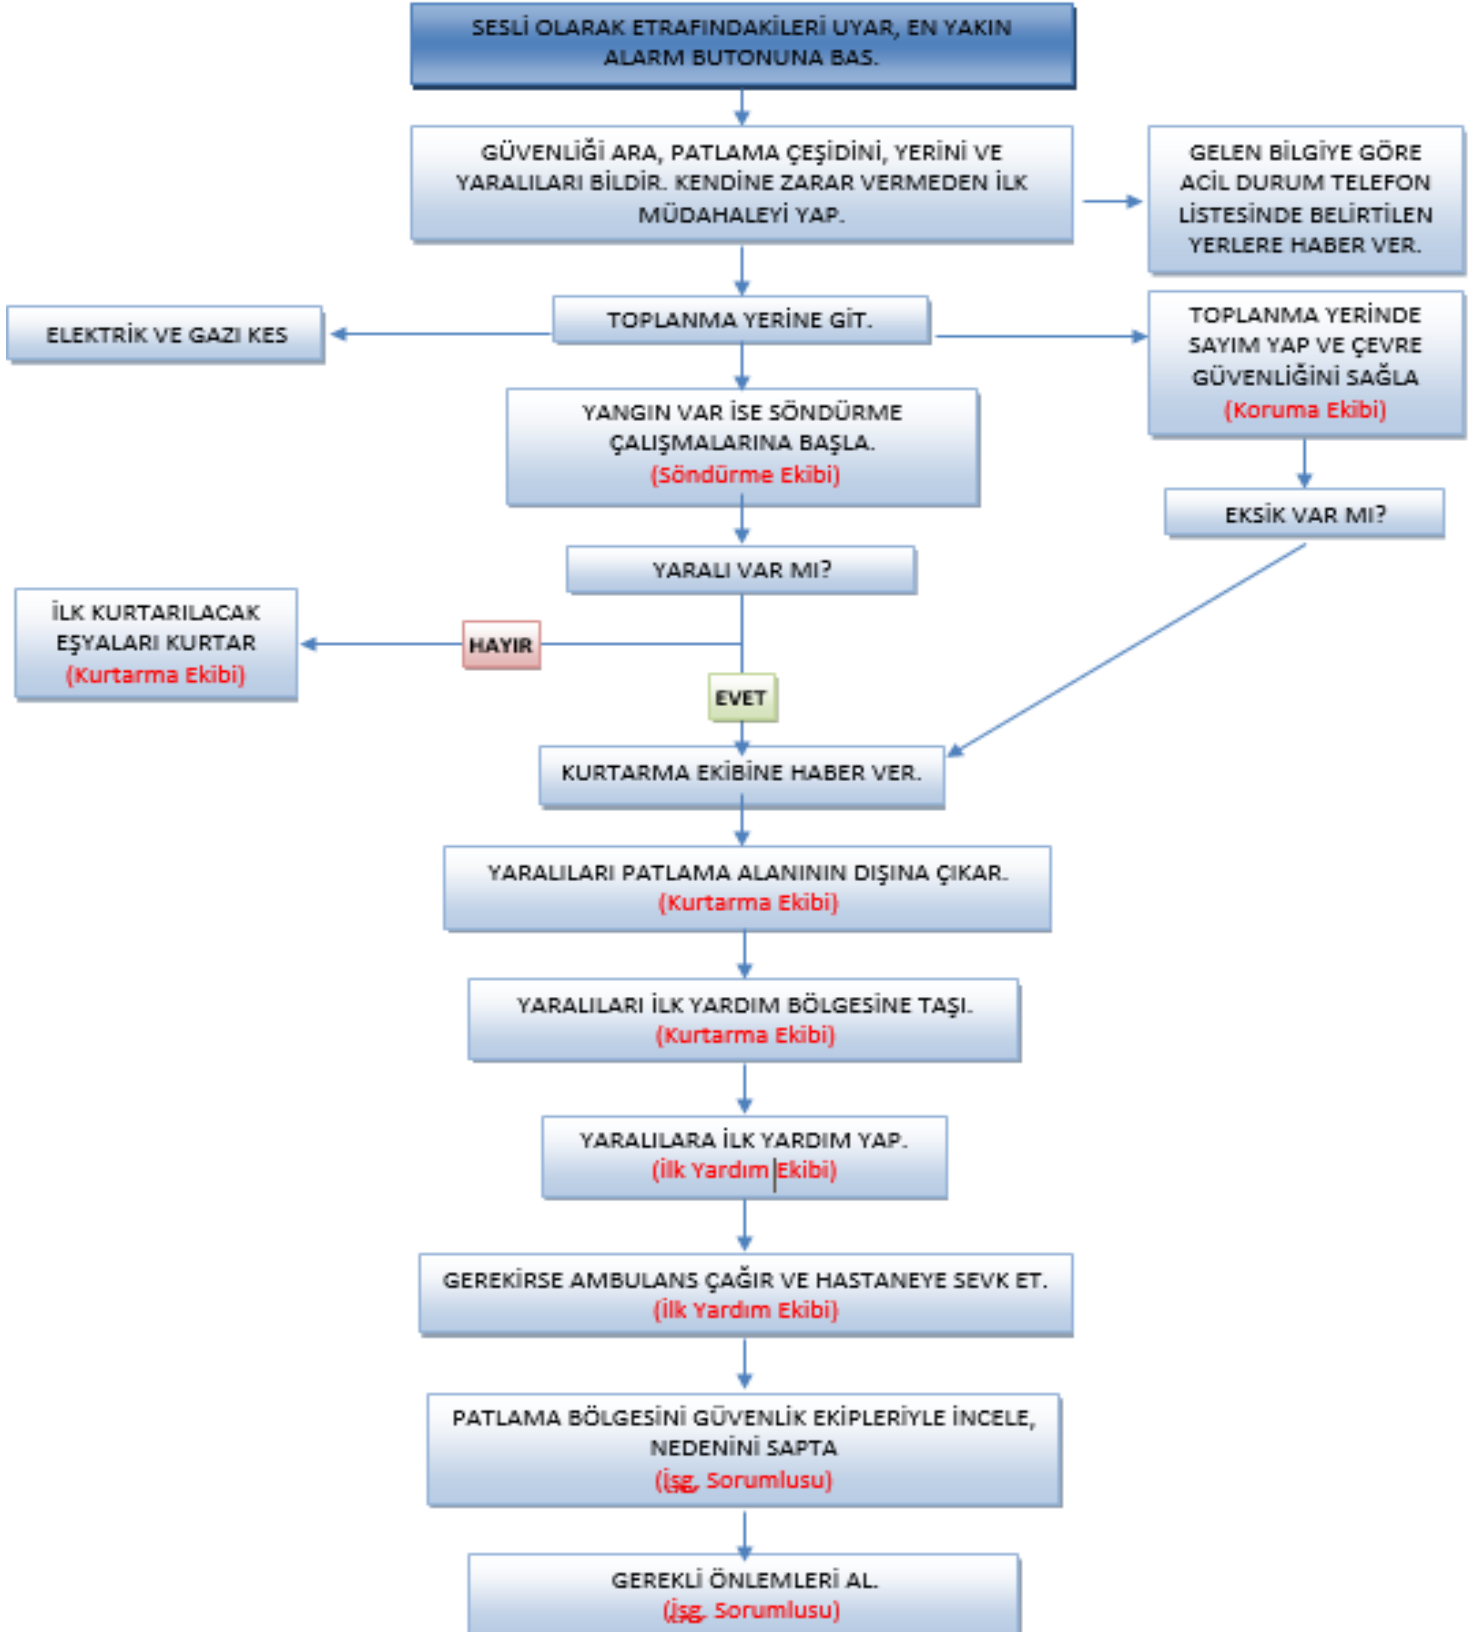 SESLİ OLARAK ETRAFINDAKİLERİ UYAR, EN YAKIN
ALARM BUTONUNA BAS.
GÜVENLİĞİ ARA, PATLAMA ÇEŞİDİNİ, YERİNİ VE
YARALILARI BİLDİR. KENDİNE ZARAR VERMEDEN İLK
MÜDAHALEYİ YAP.
GELEN BİLGİYE GÖRE
ACİL DURUM TELEFON
LİSTESİNDE BELİRTİLEN
YERLERE HABER VER.
ELEKTRİK VE GAZI KES
TOPLANMA YERİNE GİT.
TOPLANMA YERİNDE
SAYIM YAP VE ÇEVRE
GÜVENLİĞİNİ SAĞLA
(Koruma Ekibi)
YANGIN VAR İSE SÖNDÜRME
ÇALIŞMALARINA BAŞLA.
(Söndürme Ekibi)
EKSİK VAR MI?
YARALI VAR MI?
İLK KURTARILACAK
EŞYALARI KURTAR
(Kurtarma Ekibi)
HAYIR
EVET
KURTARMA EKİBİNE HABER VER.
YARALILARI PATLAMA ALANININ DIŞINA ÇIKAR.
(Kurtarma Ekibi)
YARALILARI İLK YARDIM BÖLGESİNE TAŞI.
(Kurtarma Ekibi)
YARALILARA İLK YARDIM YAP.
(İlk Yardım Ekibi)
GEREKİRSE AMBULANS ÇAĞIR VE HASTANEYE SEVK ET.
(İlk Yardım Ekibi)
PATLAMA BÖLGESİNİ GÜVENLİK EKİPLERİYLE İNCELE,
NEDENİNİ SAPTA
(İsg. Sorumlusu)
GEREKLİ ÖNLEMLERİ AL.
(İsg. Sorumlusu)